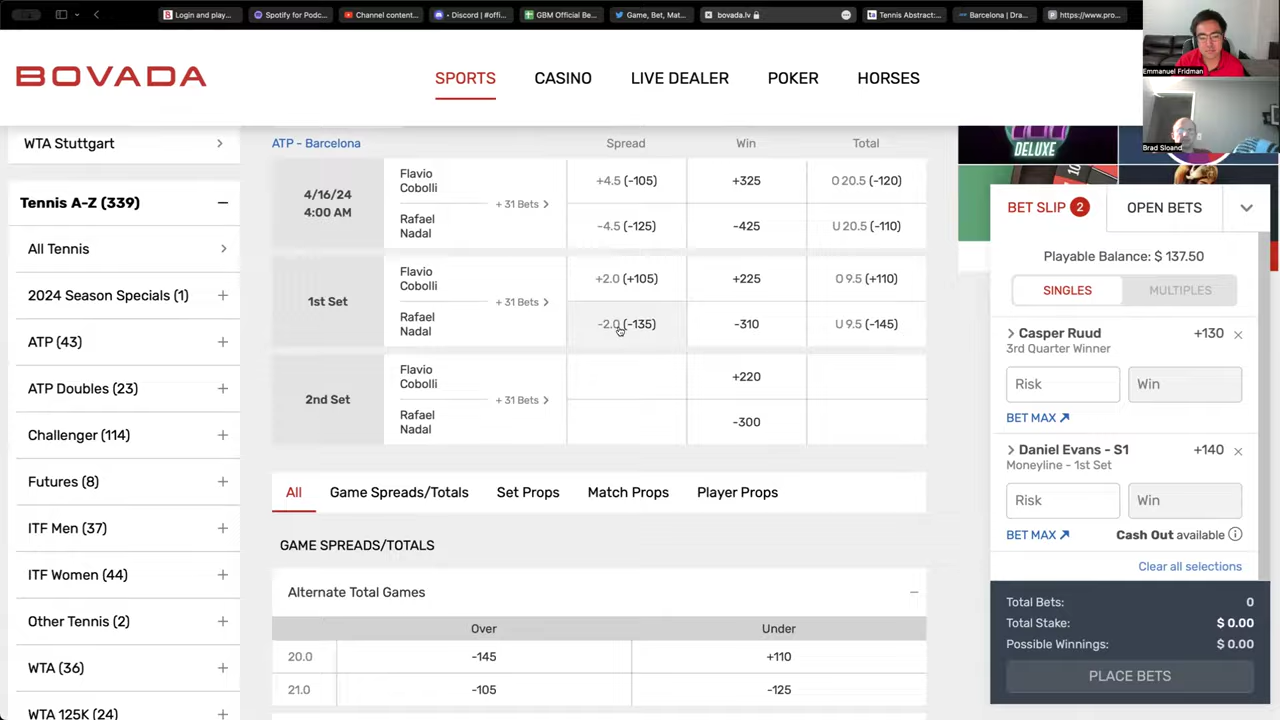 Login and play...
Spotify for Podc...
Channel content...
Discord | #offi...
GBM Official Be...
Game, Bet, Mat...
bovada.lv
Tennis Abstract:...
Barcelona | Dra...
https://www.pro...
Emmanuel Fridman
Brad Sloand
BOVADA
SPORTS
CASINO
LIVE DEALER
POKER
HORSES
WTA Stuttgart
Tennis A-Z (339)
All Tennis
2024 Season Specials (1)
ATP (43)
ATP Doubles (23)
Challenger (114)
Futures (8)
ITF Men (37)
ITF Women (44)
Other Tennis (2)
WTA (36)
WTA 125K (24)
ATP - Barcelona Spread Win Total
4/16/24
4:00 AM
Flavio
Cobolli
+ 31 Bets
+4.5 (-105) +325 O 20.5 (-120)
Rafael
Nadal
-4.5 (-125) -425 U 20.5 (-110)
1st Set
Flavio
Cobolli
+ 31 Bets
+2.0 (+105) +225 O 9.5 (+110)
Rafael
Nadal
-2.0 (-135) -310 U 9.5 (-145)
2nd Set
Flavio
Cobolli
+ 31 Bets
+220
Rafael
Nadal
-300
All Game Spreads/Totals Set Props Match Props Player Props
GAME SPREADS/TOTALS
Alternate Total Games
Over Under
20.0 -145 +110
21.0 -105 -125
DELUXE
BET SLIP 2 OPEN BETS
Playable Balance: $ 137.50
SINGLES MULTIPLES
Casper Ruud +130
3rd Quarter Winner
Risk Win
BET MAX
Daniel Evans - S1 +140
Moneyline - 1st Set
Risk Win
BET MAX Cash Out available
Clear all selections
Total Bets: 0
Total Stake: $ 0.00
Possible Winnings: $ 0.00
PLACE BETS